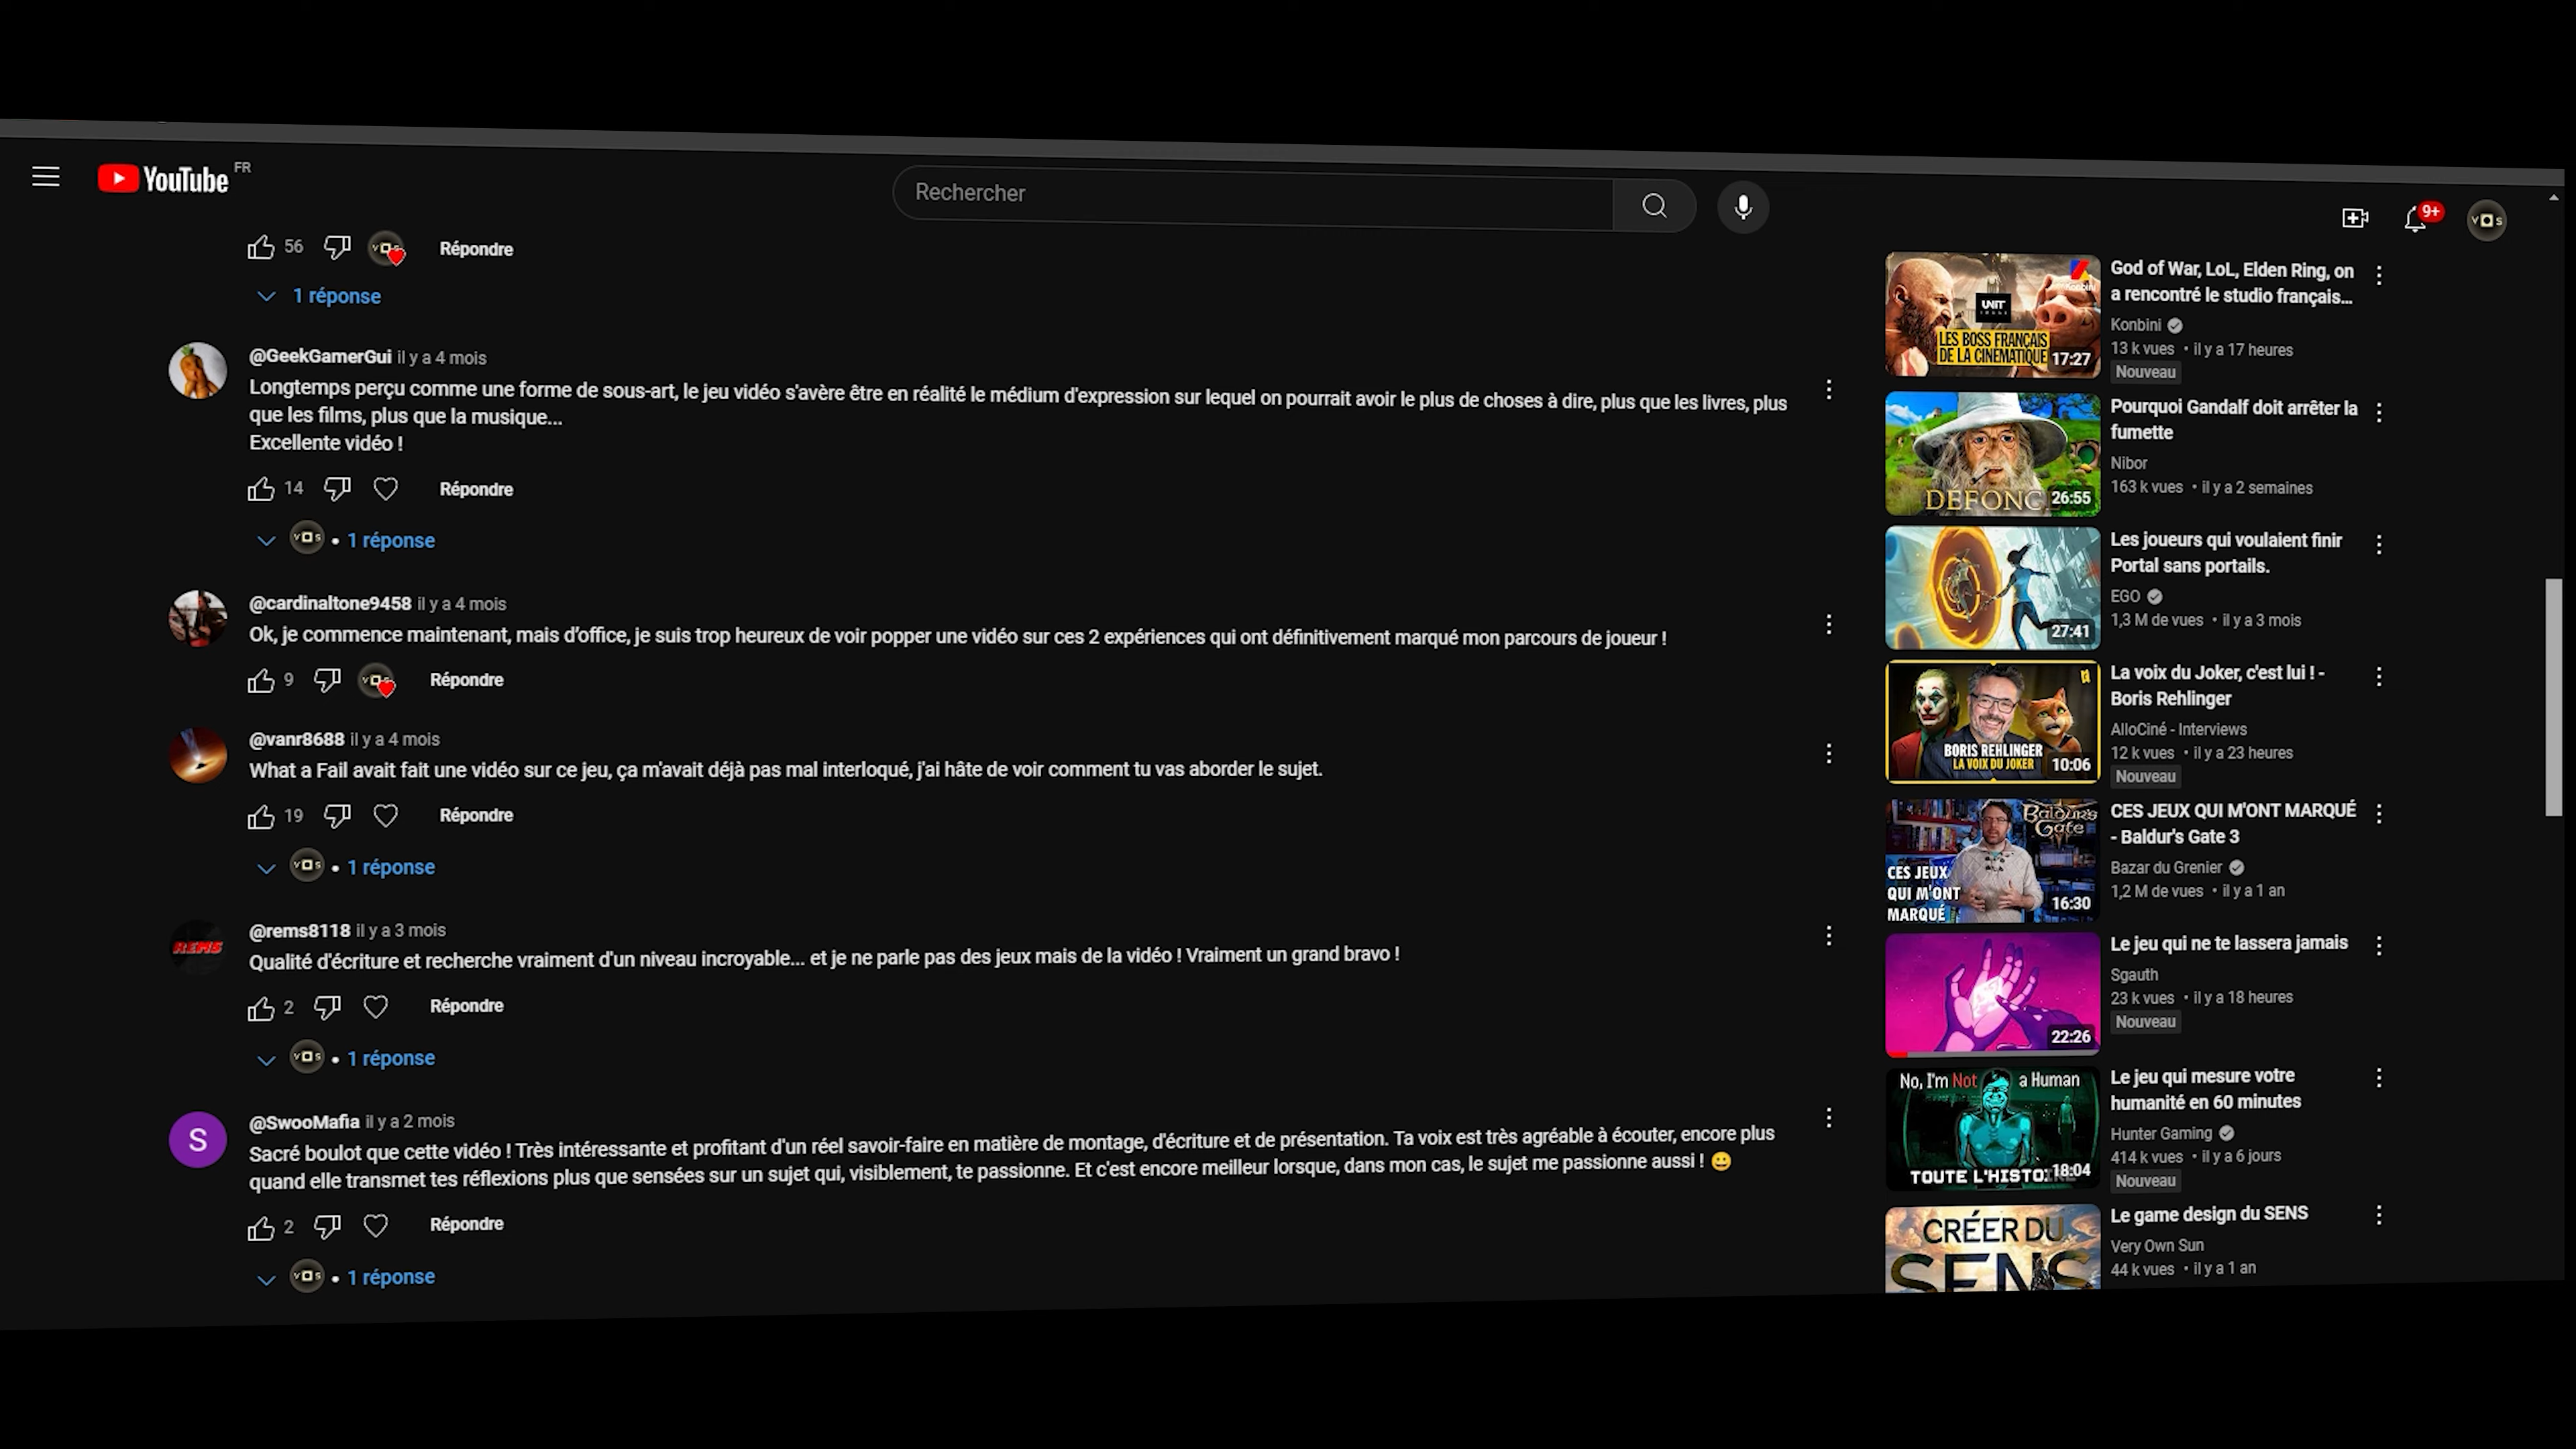 YouTube FR
Rechercher
9+
VOS
56
Répondre
1 réponse
@GeekGamerGui il y a 4 mois
Longtemps perçu comme une forme de sous-art, le jeu vidéo s'avère être en réalité le médium d'expression sur lequel on pourrait avoir le plus de choses à dire, plus que les livres, plus
que les films, plus que la musique...
Excellente vidéo !
14
Répondre
VOS • 1 réponse
@cardinaltone9458 il y a 4 mois
Ok, je commence maintenant, mais d'office, je suis trop heureux de voir popper une vidéo sur ces 2 expériences qui ont définitivement marqué mon parcours de joueur !
9
Répondre
@vanr8688 il y a 4 mois
What a Fail avait fait une vidéo sur ce jeu, ça m'avait déjà pas mal interloqué, j'ai hâte de voir comment tu vas aborder le sujet.
19
Répondre
VOS • 1 réponse
REMS
@rems8118 il y a 3 mois
Qualité d'écriture et recherche vraiment d'un niveau incroyable... et je ne parle pas des jeux mais de la vidéo ! Vraiment un grand bravo !
2
Répondre
VOS • 1 réponse
S
@SwooMafia il y a 2 mois
Sacré boulot que cette vidéo ! Très intéressante et profitant d'un réel savoir-faire en matière de montage, d'écriture et de présentation. Ta voix est très agréable à écouter, encore plus
quand elle transmet tes réflexions plus que sensées sur un sujet qui, visiblement, te passionne. Et c'est encore meilleur lorsque, dans mon cas, le sujet me passionne aussi ! 😀
2
Répondre
VOS • 1 réponse
UNIT
IMAGE
LES BOSS FRANÇAIS
DE LA CINÉMATIQUE
17:27
God of War, LoL, Elden Ring, on
a rencontré le studio français...
Konbini
13 k vues • il y a 17 heures
Nouveau
DÉFONC
26:55
Pourquoi Gandalf doit arrêter la
fumette
Nibor
163 k vues • il y a 2 semaines
27:41
Les joueurs qui voulaient finir
Portal sans portails.
EGO
1,3 M de vues • il y a 3 mois
BORIS REHLINGER
LA VOIX DU JOKER
10:06
La voix du Joker, c'est lui ! -
Boris Rehlinger
AlloCiné - Interviews
12 k vues • il y a 23 heures
Nouveau
Baldur's
Gate
CES JEUX
QUI M'ONT
MARQUÉ
16:30
CES JEUX QUI M'ONT MARQUÉ
- Baldur's Gate 3
Bazar du Grenier
1,2 M de vues • il y a 1 an
22:26
Le jeu qui ne te lassera jamais
Sgauth
23 k vues • il y a 18 heures
Nouveau
No, I'm Not a Human
TOUTE L'HISTO
18:04
Le jeu qui mesure votre
humanité en 60 minutes
Hunter Gaming
414 k vues • il y a 6 jours
Nouveau
CRÉER DU
SENS
Le game design du SENS
Very Own Sun
44 k vues • il y a 1 an